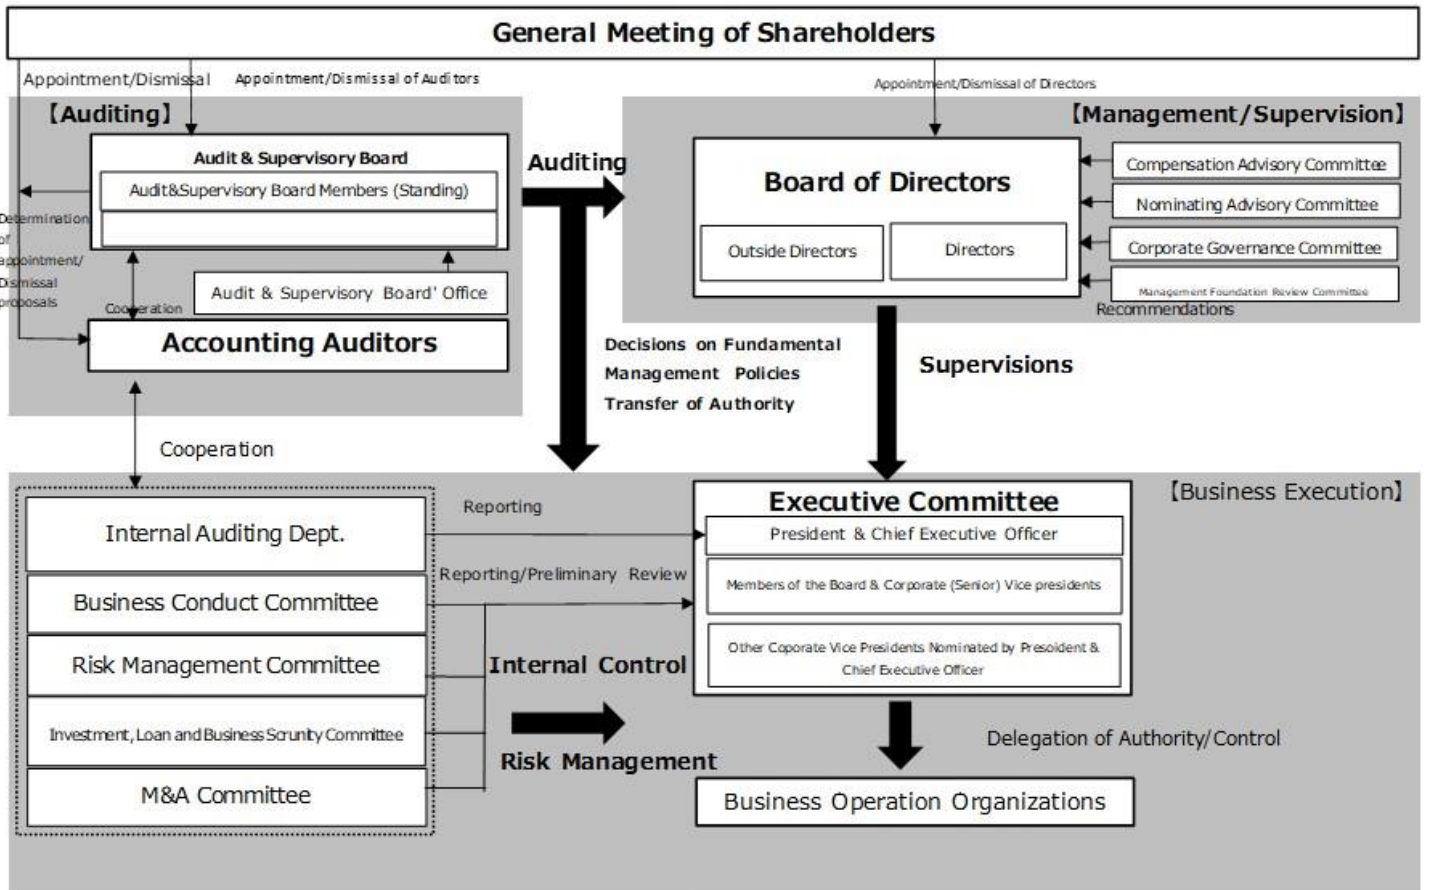 General Meeting of Shareholders
Appointment/Dismissal
Appointment/Dismissal of Auditors
Appointment/Dismissal of Directors
【Auditing】
Audit & Supervisory Board
Audit&Supervisory Board Members (Standing)
Determination
of
appointment/
Dismissal
proposals
Audit & Supervisory Board' Office
Cooperation
Accounting Auditors
Auditing
【Management/Supervision】
Board of Directors
Outside Directors
Directors
Compensation Advisory Committee
Nominating Advisory Committee
Corporate Governance Committee
Management Foundation Review Committee
Recommendations
Decisions on Fundamental
Management Policies
Transfer of Authority
Supervisions
Cooperation
【Business Execution】
Internal Auditing Dept.
Business Conduct Committee
Risk Management Committee
Investment, Loan and Business Scrunity Committee
M&A Committee
Reporting
Reporting/Preliminary Review
Internal Control
Risk Management
Executive Committee
President & Chief Executive Officer
Members of the Board & Corporate (Senior) Vice presidents
Other Coporate Vice Presidents Nominated by Presoident &
Chief Executive Officer
Delegation of Authority/Control
Business Operation Organizations